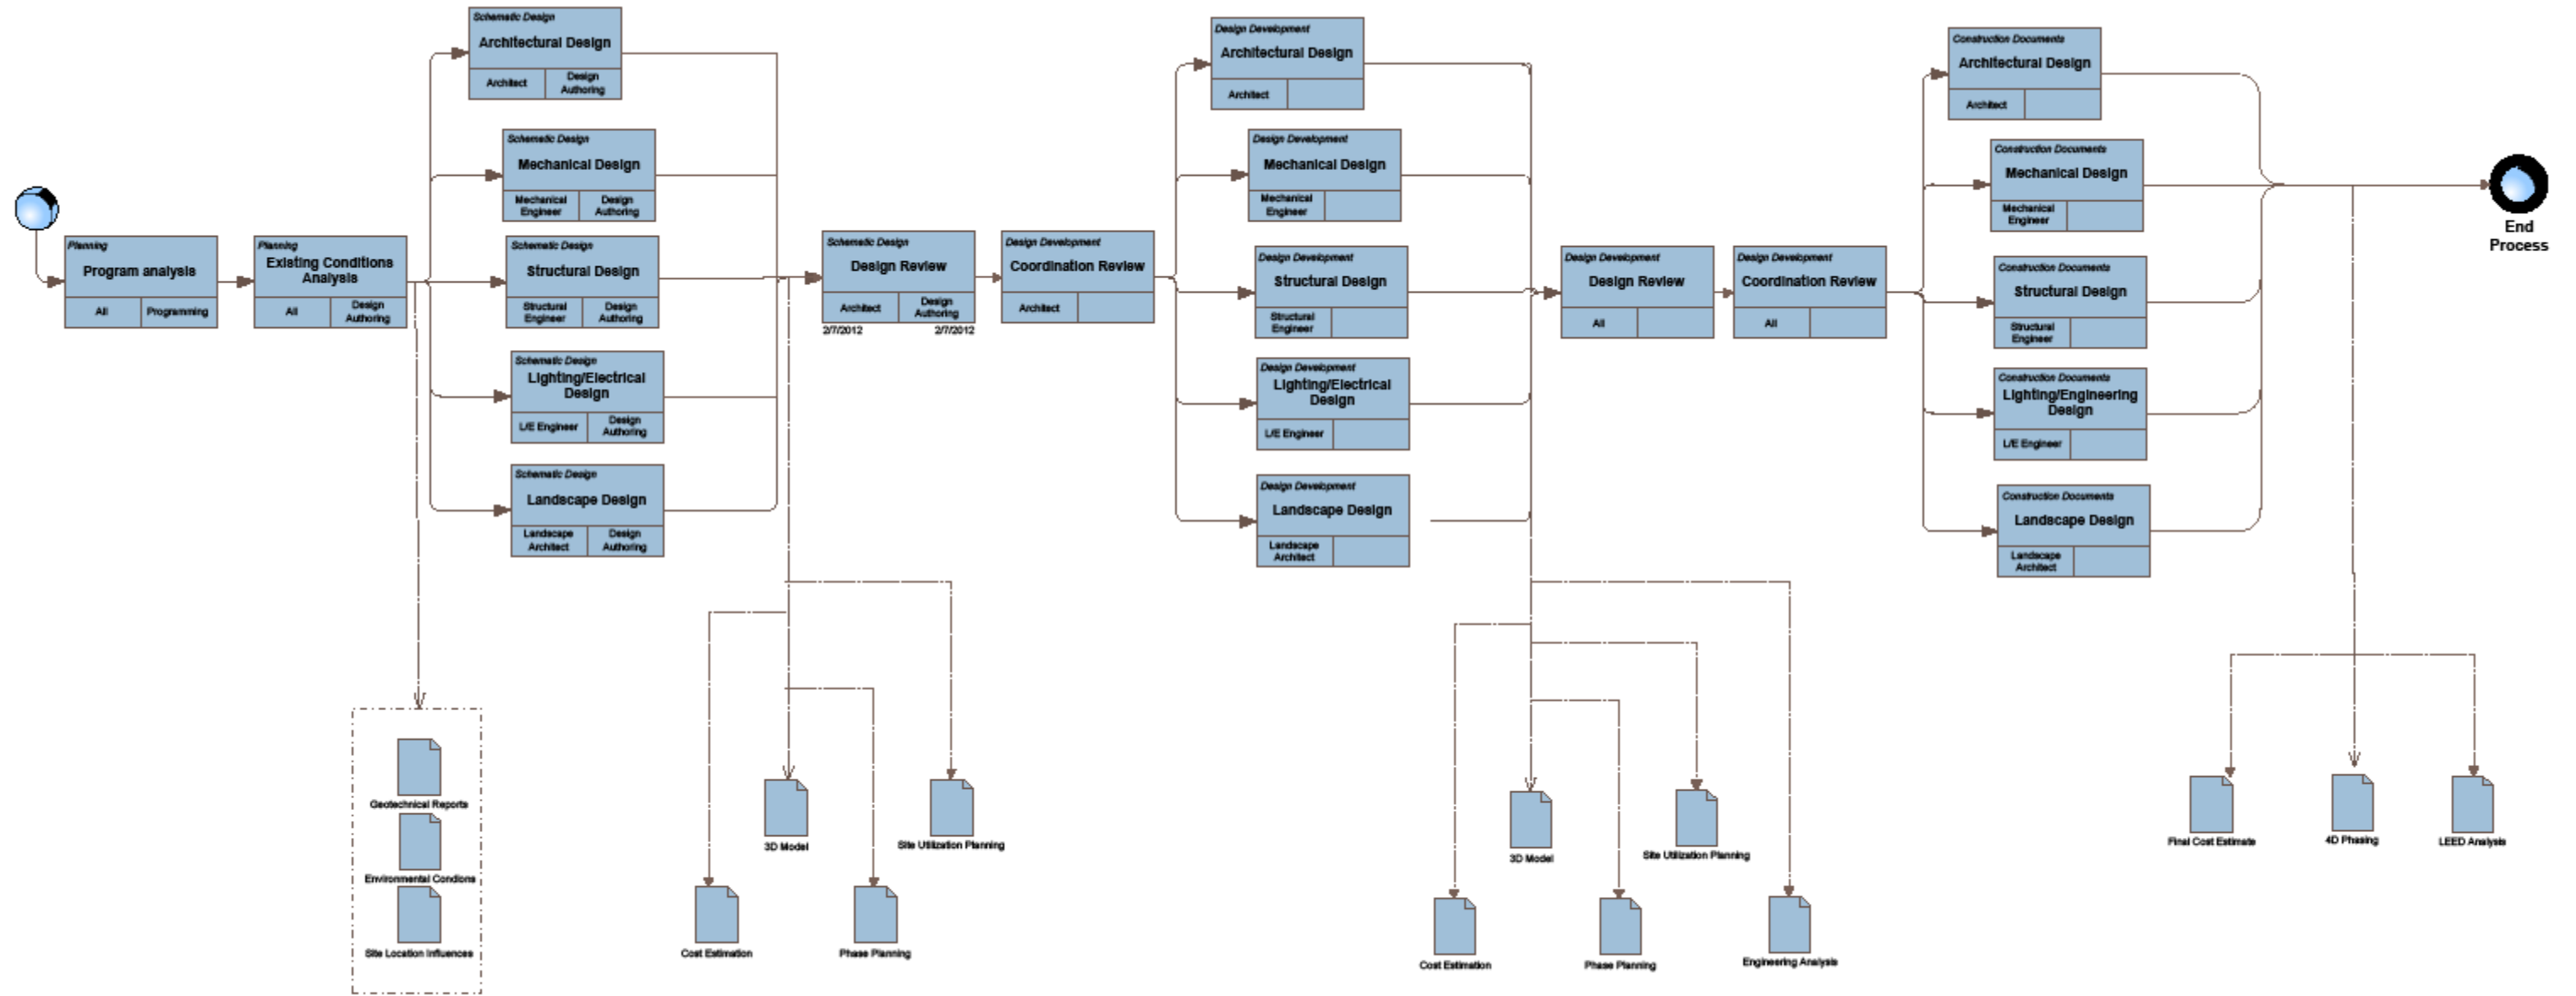 Planning
Program analysis
All
Programming
Planning
Existing Conditions
Analysis
All
Design
Authoring
Schematic Design
Architectural Design
Architect
Design
Authoring
Schematic Design
Mechanical Design
Mechanical
Engineer
Design
Authoring
Schematic Design
Structural Design
Structural
Engineer
Design
Authoring
Schematic Design
Lighting/Electrical
Design
L/E Engineer
Design
Authoring
Schematic Design
Landscape Design
Landscape
Architect
Design
Authoring
Schematic Design
Design Review
Architect
Design
Authoring
2/7/2012
2/7/2012
Design Development
Coordination Review
Architect
Design Development
Architectural Design
Architect
Design Development
Mechanical Design
Mechanical
Engineer
Design Development
Structural Design
Structural
Engineer
Design Development
Lighting/Electrical
Design
L/E Engineer
Design Development
Landscape Design
Landscape
Architect
Design Development
Design Review
All
Design Development
Coordination Review
All
Construction Documents
Architectural Design
Architect
Construction Documents
Mechanical Design
Mechanical
Engineer
Construction Documents
Structural Design
Structural
Engineer
Construction Documents
Lighting/Engineering
Design
L/E Engineer
Construction Documents
Landscape Design
Landscape
Architect
End
Process
Geotechnical Reports
Environmental Condions
Site Location Influences
Cost Estimation
3D Model
Phase Planning
Site Utilization Planning
Cost Estimation
3D Model
Phase Planning
Site Utilization Planning
Engineering Analysis
Final Cost Estimate
4D Phasing
LEED Analysis